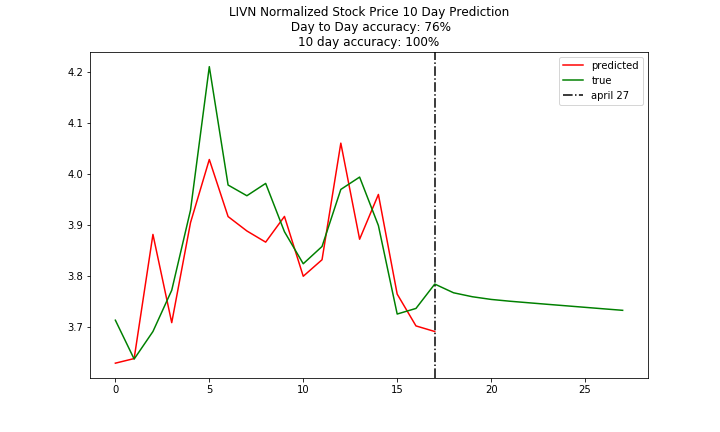 LIVN Normalized Stock Price 10 Day Prediction
Day to Day accuracy: 76%
10 day accuracy: 100%
predicted
true
april 27
4.2
4.1
4.0
3.9
3.8
3.7
0 5 10 15 20 25